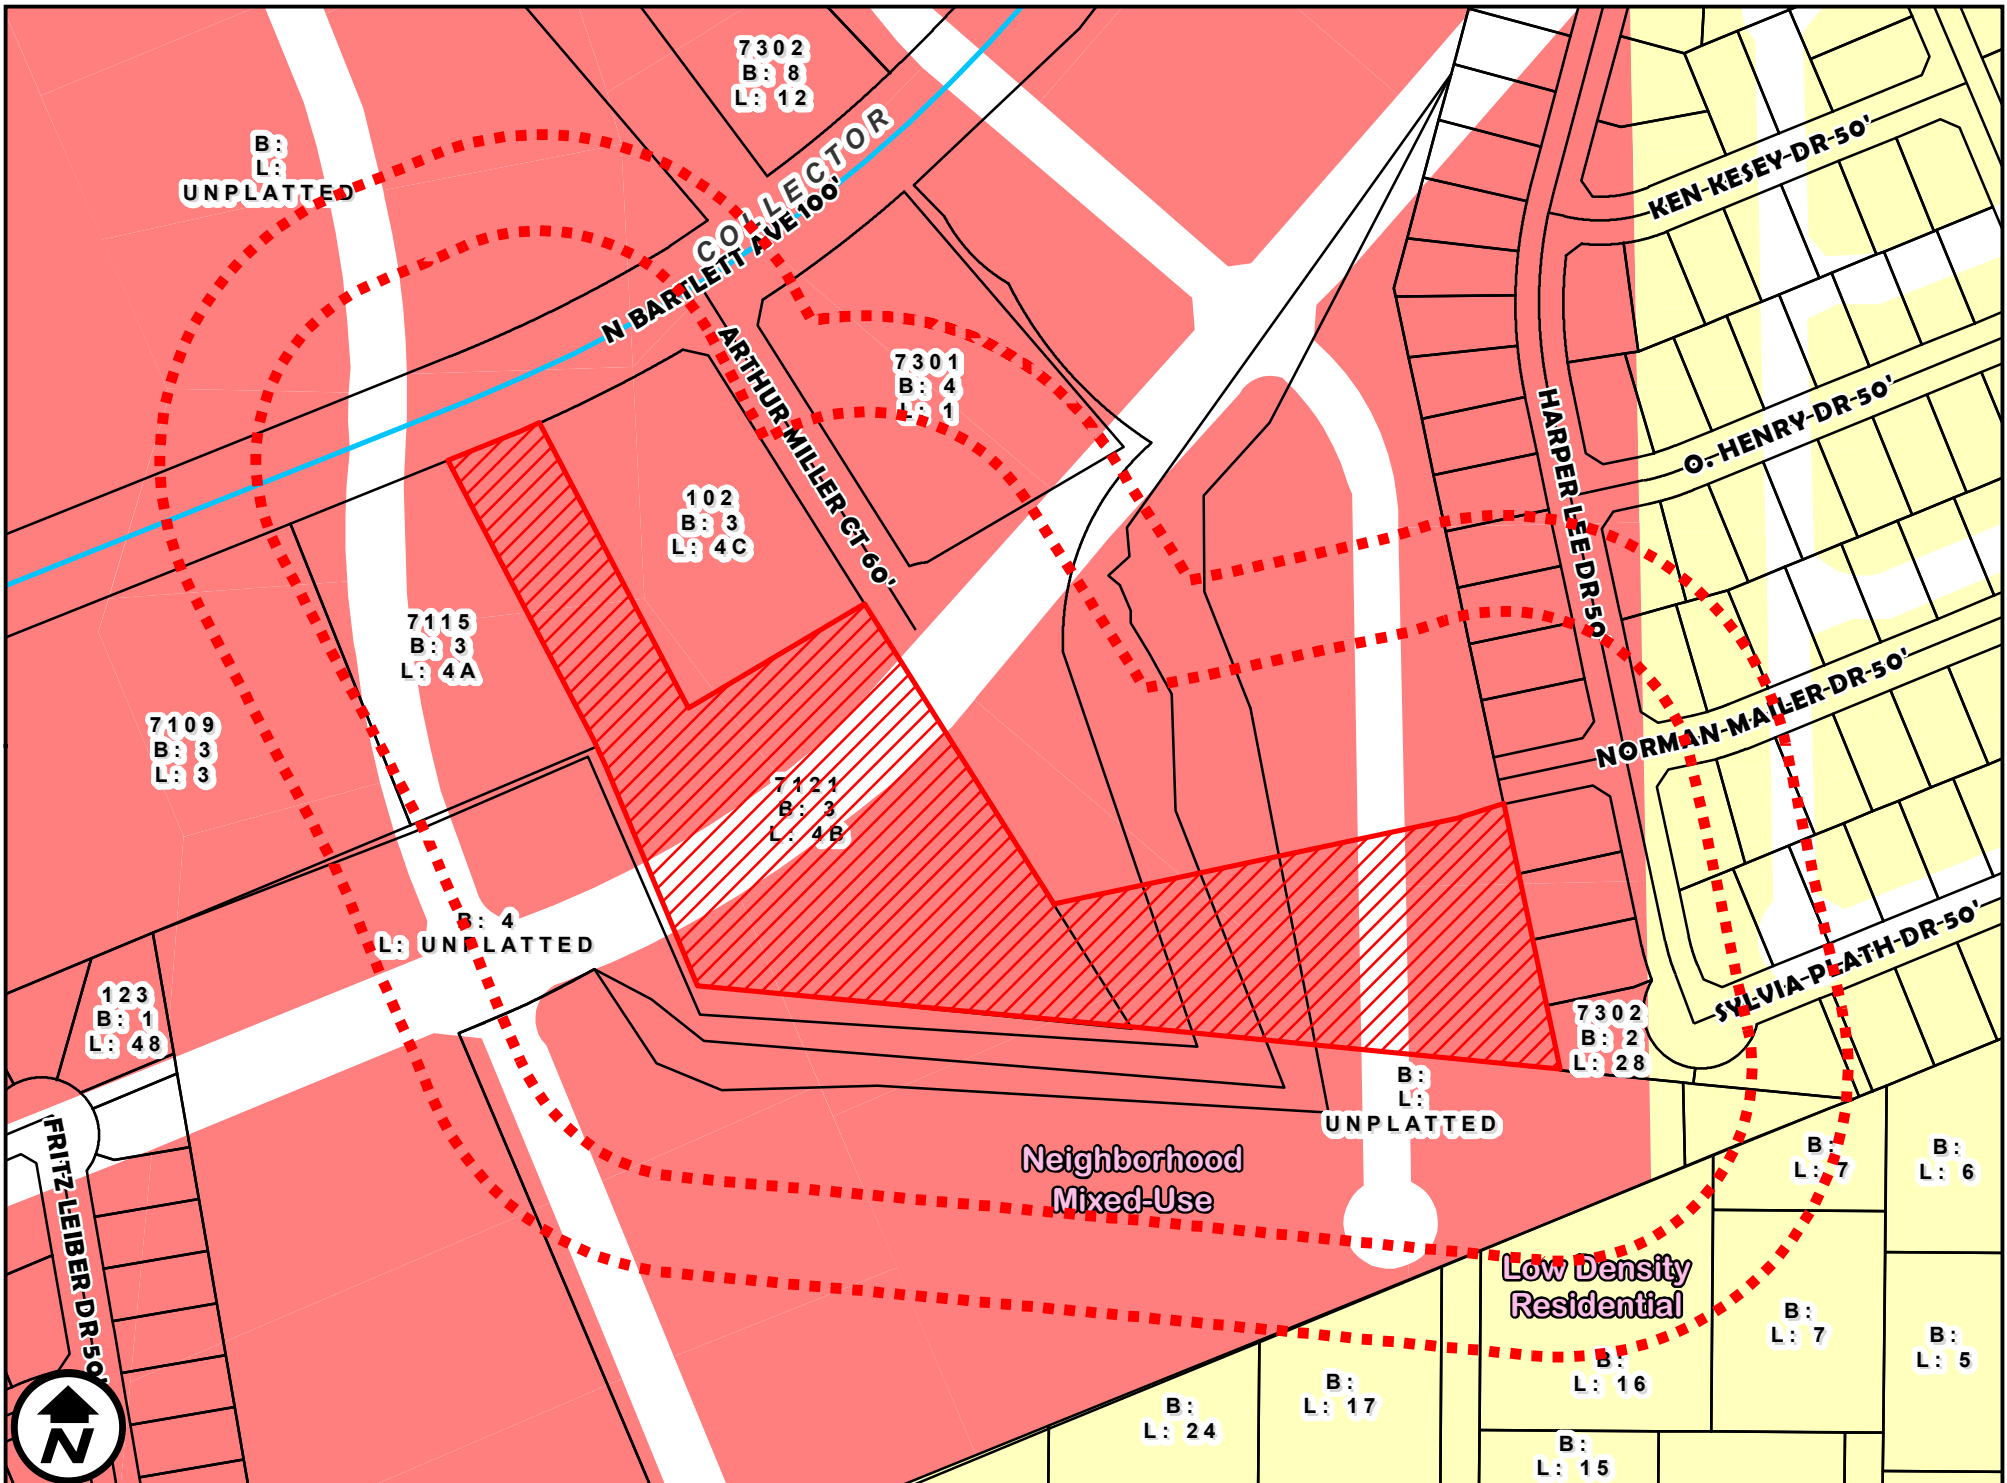 7302
B: 8
L: 12
COLLECTOR
B:
L:
UNPLATTED
KEN KESEY DR 50'
N BARTLETT AVE 100'
ARTHUR MILLER CT 60'
7301
B: 4
L: 1
O. HENRY DR 50'
HARPER LEE DR 50
102
B: 3
L: 4C
7115
B: 3
L: 4A
NORMAN MAILER DR 50'
7109
B: 3
L: 3
7121
B: 3
L: 4B
B: 4
L: UNPLATTED
SYLVIA PLATH DR 50'
123
B: 1
L: 48
7302
B: 2
L: 28
B:
L:
UNPLATTED
FRITZ LEIBER DR 50'
Neighborhood
Mixed-Use
B:
L: 7
B:
L: 6
Low Density
Residential
B:
L: 7
B:
L: 5
B:
L: 16
B:
L: 17
B:
L: 24
B:
L: 15
N